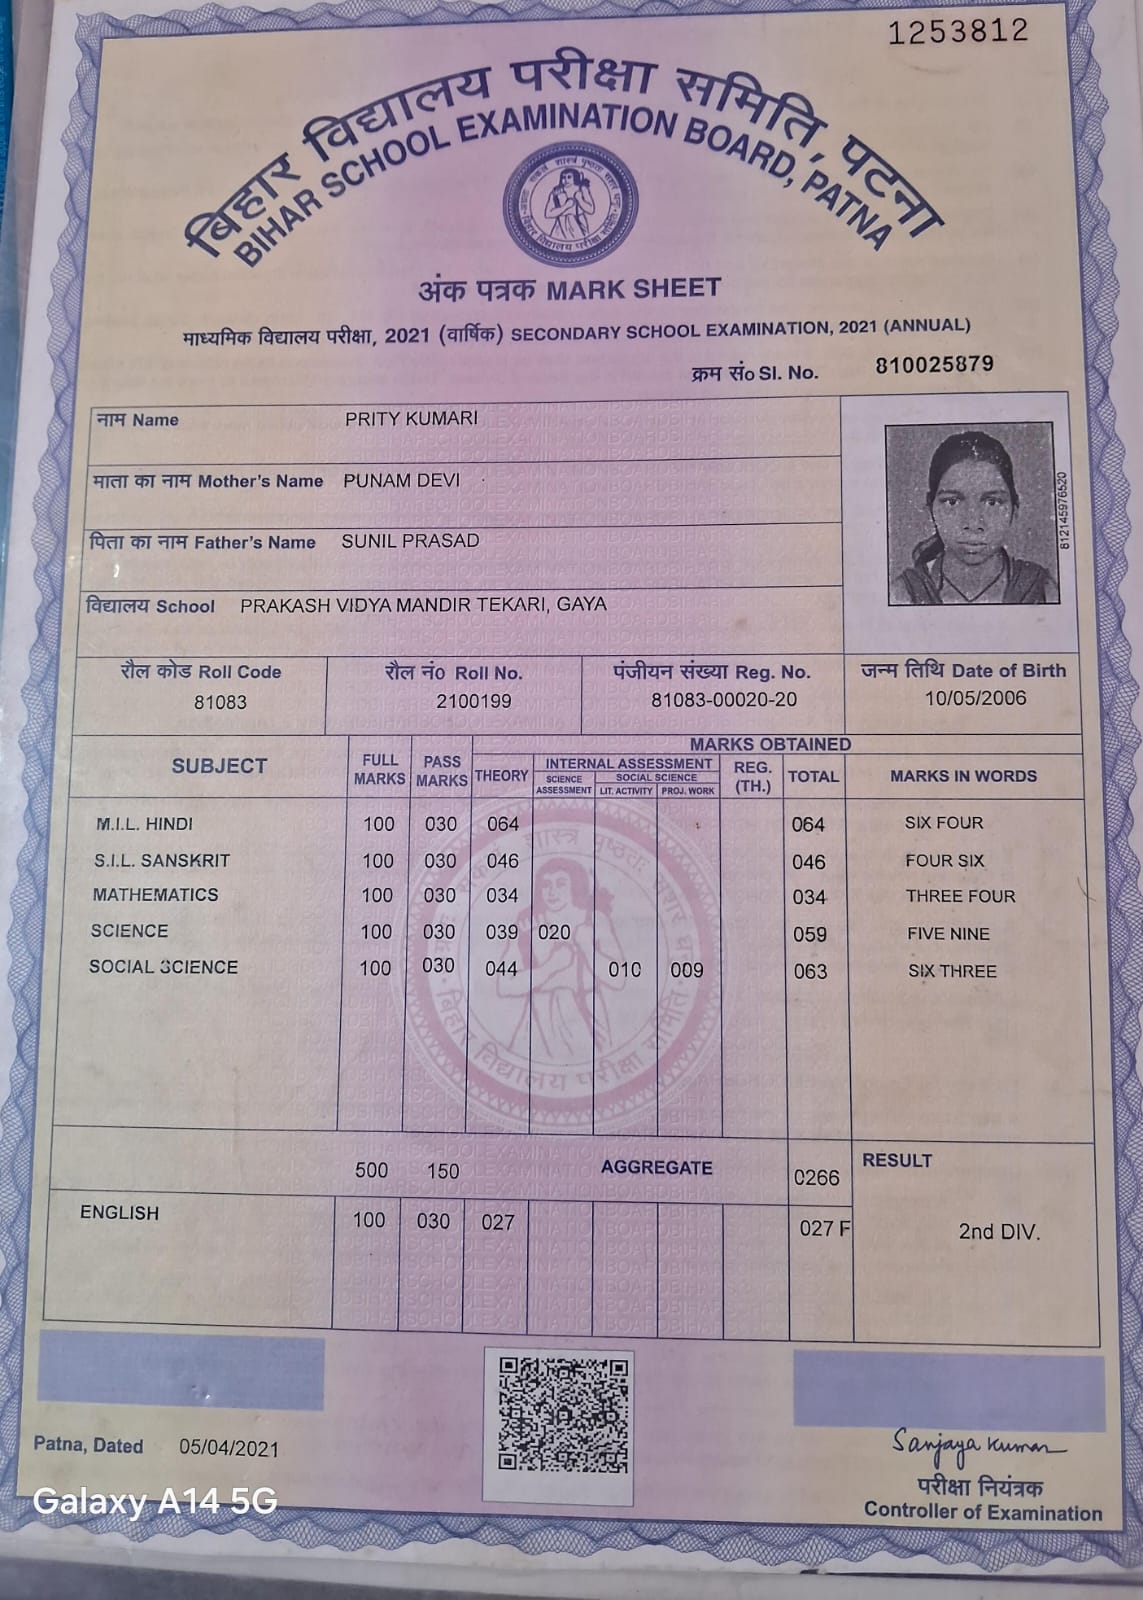 1253812
बिहार विद्यालय परीक्षा समिति, पटना
BIHAR SCHOOL EXAMINATION BOARD, PATNA
अंक पत्रक MARK SHEET
माध्यमिक विद्यालय परीक्षा, 2021 (वार्षिक) SECONDARY SCHOOL EXAMINATION, 2021 (ANNUAL)
क्रम सं० SI. No. 810025879
नाम Name PRITY KUMARI
माता का नाम Mother's Name PUNAM DEVI
पिता का नाम Father's Name SUNIL PRASAD
विद्यालय School PRAKASH VIDYA MANDIR TEKARI, GAYA
812145976520
रौल कोड Roll Code रौल नं० Roll No. पंजीयन संख्या Reg. No. जन्म तिथि Date of Birth
81083 2100199 81083-00020-20 10/05/2006
SUBJECT FULL MARKS PASS MARKS MARKS OBTAINED
THEORY INTERNAL ASSESSMENT REG. (TH.) TOTAL MARKS IN WORDS
SCIENCE ASSESSMENT SOCIAL SCIENCE
LIT. ACTIVITY PROJ. WORK
M.I.L. HINDI 100 030 064 064 SIX FOUR
S.I.L. SANSKRIT 100 030 046 046 FOUR SIX
MATHEMATICS 100 030 034 034 THREE FOUR
SCIENCE 100 030 039 020 059 FIVE NINE
SOCIAL SCIENCE 100 030 044 010 009 063 SIX THREE
500 150 AGGREGATE 0266 RESULT
ENGLISH 100 030 027 027 F 2nd DIV.
Patna, Dated 05/04/2021
Sanjaya Kumar
परीक्षा नियंत्रक
Controller of Examination
Galaxy A14 5G